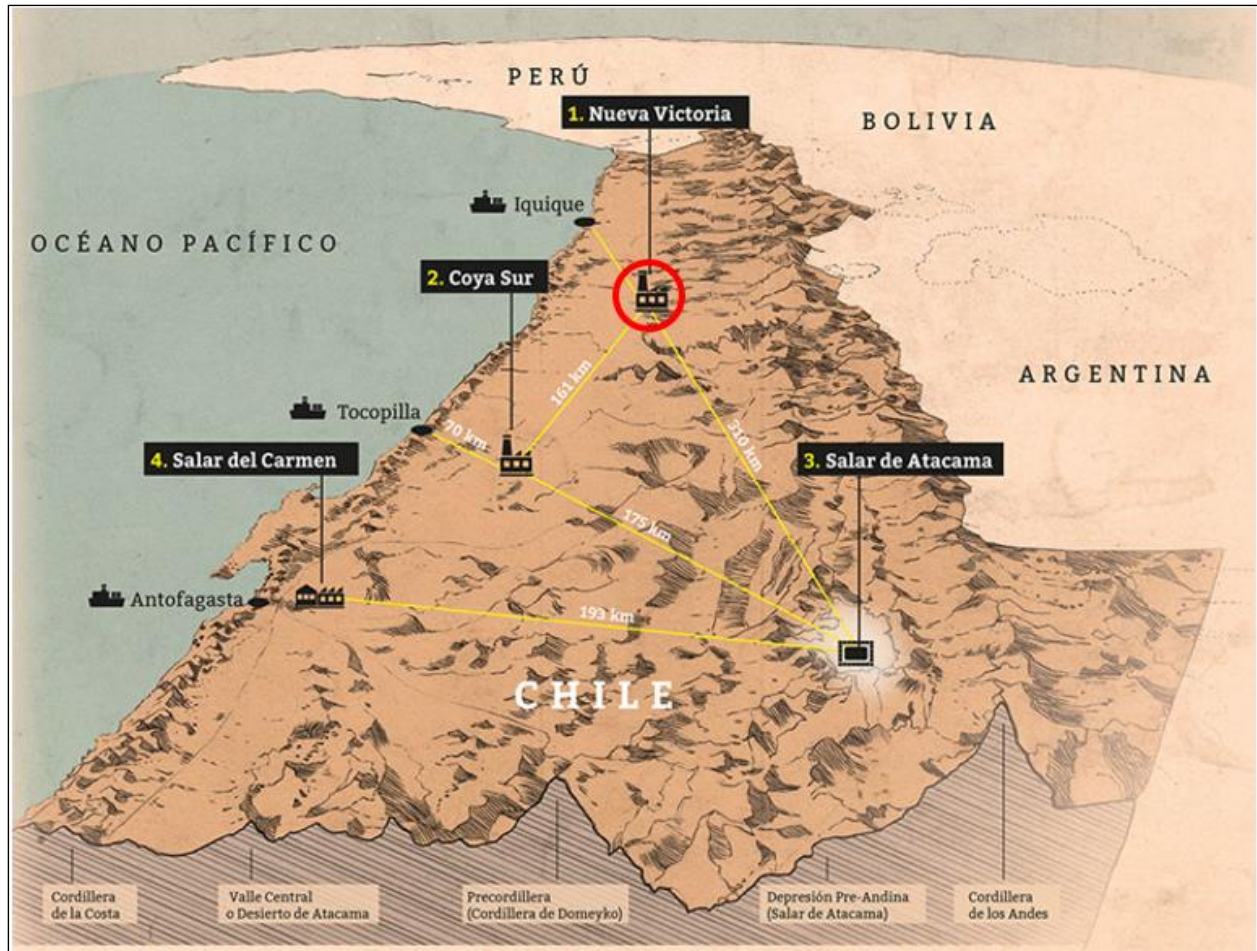 PERÚ
1. Nueva Victoria
BOLIVIA
Iquique
OCÉANO PACÍFICO
2. Coya Sur
ARGENTINA
161 km
Tocopilla
70 km
310 km
4. Salar del Carmen
3. Salar de Atacama
175 km
Antofagasta
193 km
CHILE
Cordillera
de la Costa
Valle Central
o Desierto de Atacama
Precordillera
(Cordillera de Domeyko)
Depresión Pre-Andina
(Salar de Atacama)
Cordillera
de los Andes